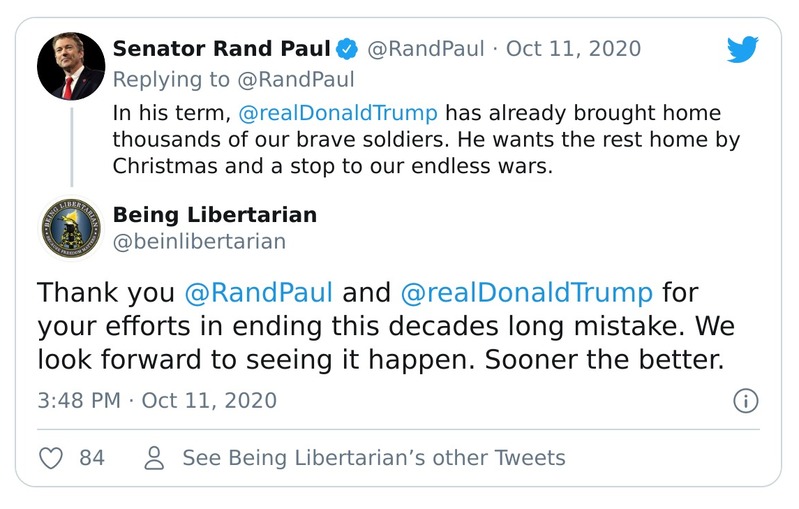 Senator Rand Paul @RandPaul · Oct 11, 2020
Replying to @RandPaul
In his term, @realDonaldTrump has already brought home
thousands of our brave soldiers. He wants the rest home by
Christmas and a stop to our endless wars.
BEING LIBERTARIAN
Being Libertarian
@beinlibertarian
Thank you @RandPaul and @realDonaldTrump for
your efforts in ending this decades long mistake. We
look forward to seeing it happen. Sooner the better.
3:48 PM · Oct 11, 2020
84
See Being Libertarian’s other Tweets